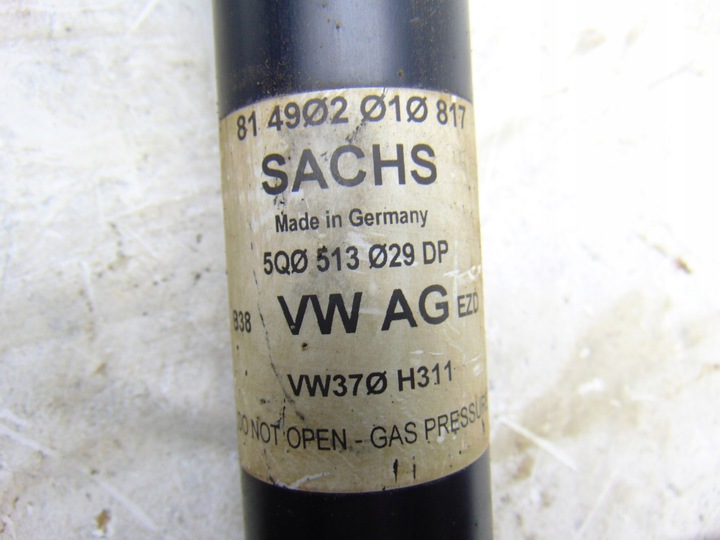 81 49Ø2 Ø1Ø 817
SACHS
Made in Germany
5QØ 513 Ø29 DP
B38 VW AG EZD
VW37Ø H311
DO NOT OPEN - GAS PRESSURE